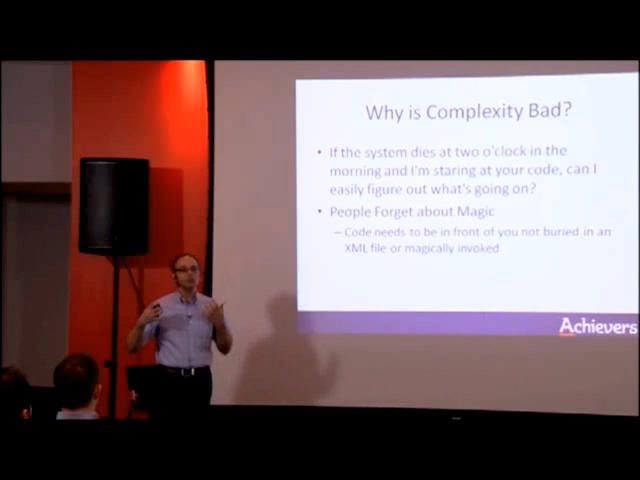 Why is Complexity Bad?
• If the system dies at two o'clock in the
morning and I'm staring at your code, can I
easily figure out what's going on?
• People Forget about Magic
– Code needs to be in front of you not buried in an
XML file or magically invoked
Achievers